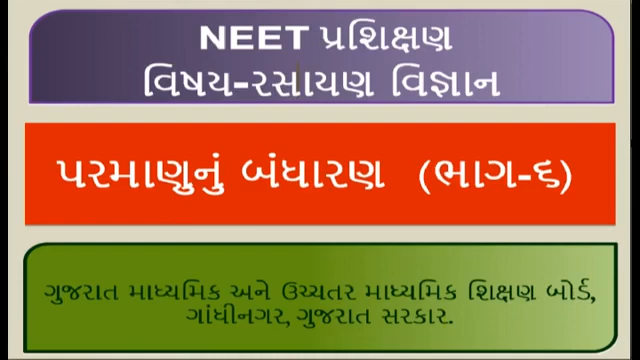 NEET પ્રશિક્ષણ
વિષય-રસાયણ વિજ્ઞાન
પરમાણુનું બંધારણ (ભાગ-૬)
ગુજરાત માધ્યમિક અને ઉચ્ચતર માધ્યમિક શિક્ષણ બોર્ડ,
ગાંધીનગર, ગુજરાત સરકાર.